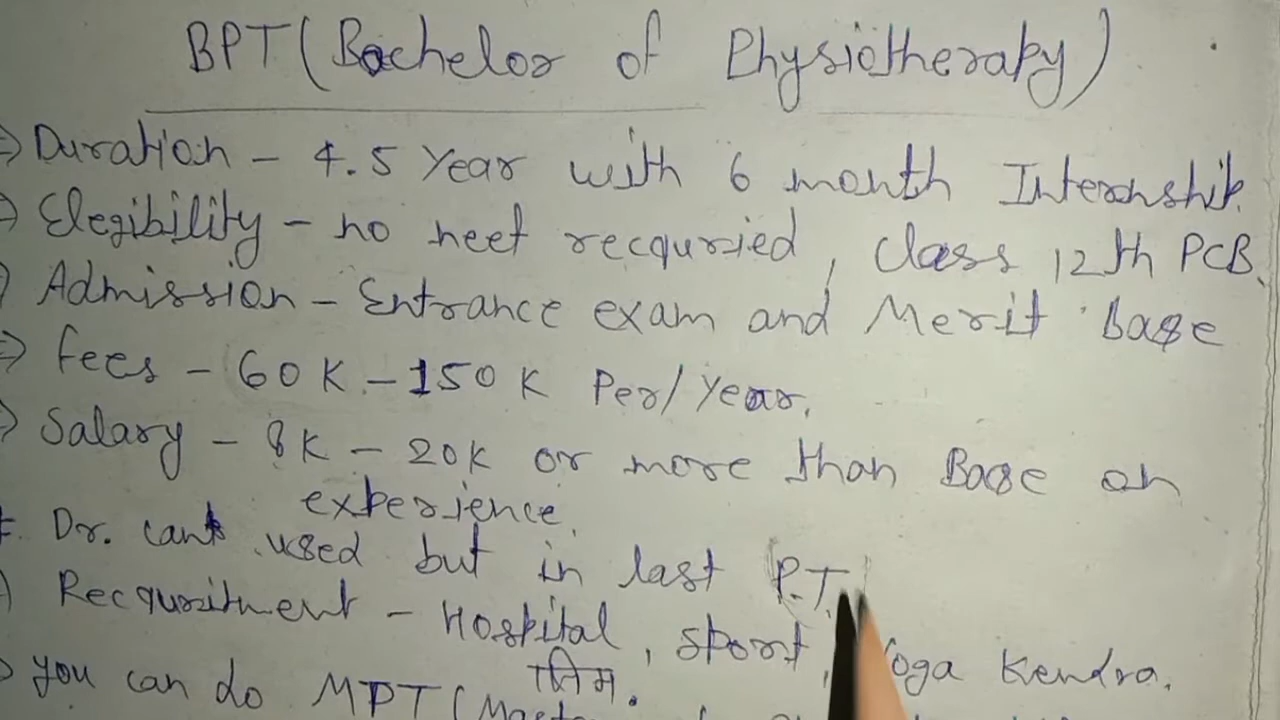 BPT (Bachelor of Physiotherapy)
⇒ Duration - 4.5 Year with 6 month Internship.
⇒ Elegibility - no neet recquried, Class 12th PCB.
Admission - Entrance exam and Merit base
⇒ fees - 60K - 150K Per/Year.
Salary - 8K - 20K or more than Base on
experience.
Dr. cant used but in last P.T
Recquritment - Hospital, sport, Yoga Kendra.
जिम.
You can do MPT (